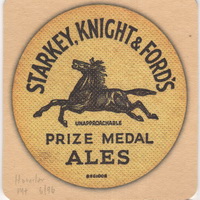 STARKEY, KNIGHT & FORD'S
UNAPPROACHABLE
PRIZE MEDAL
ALES